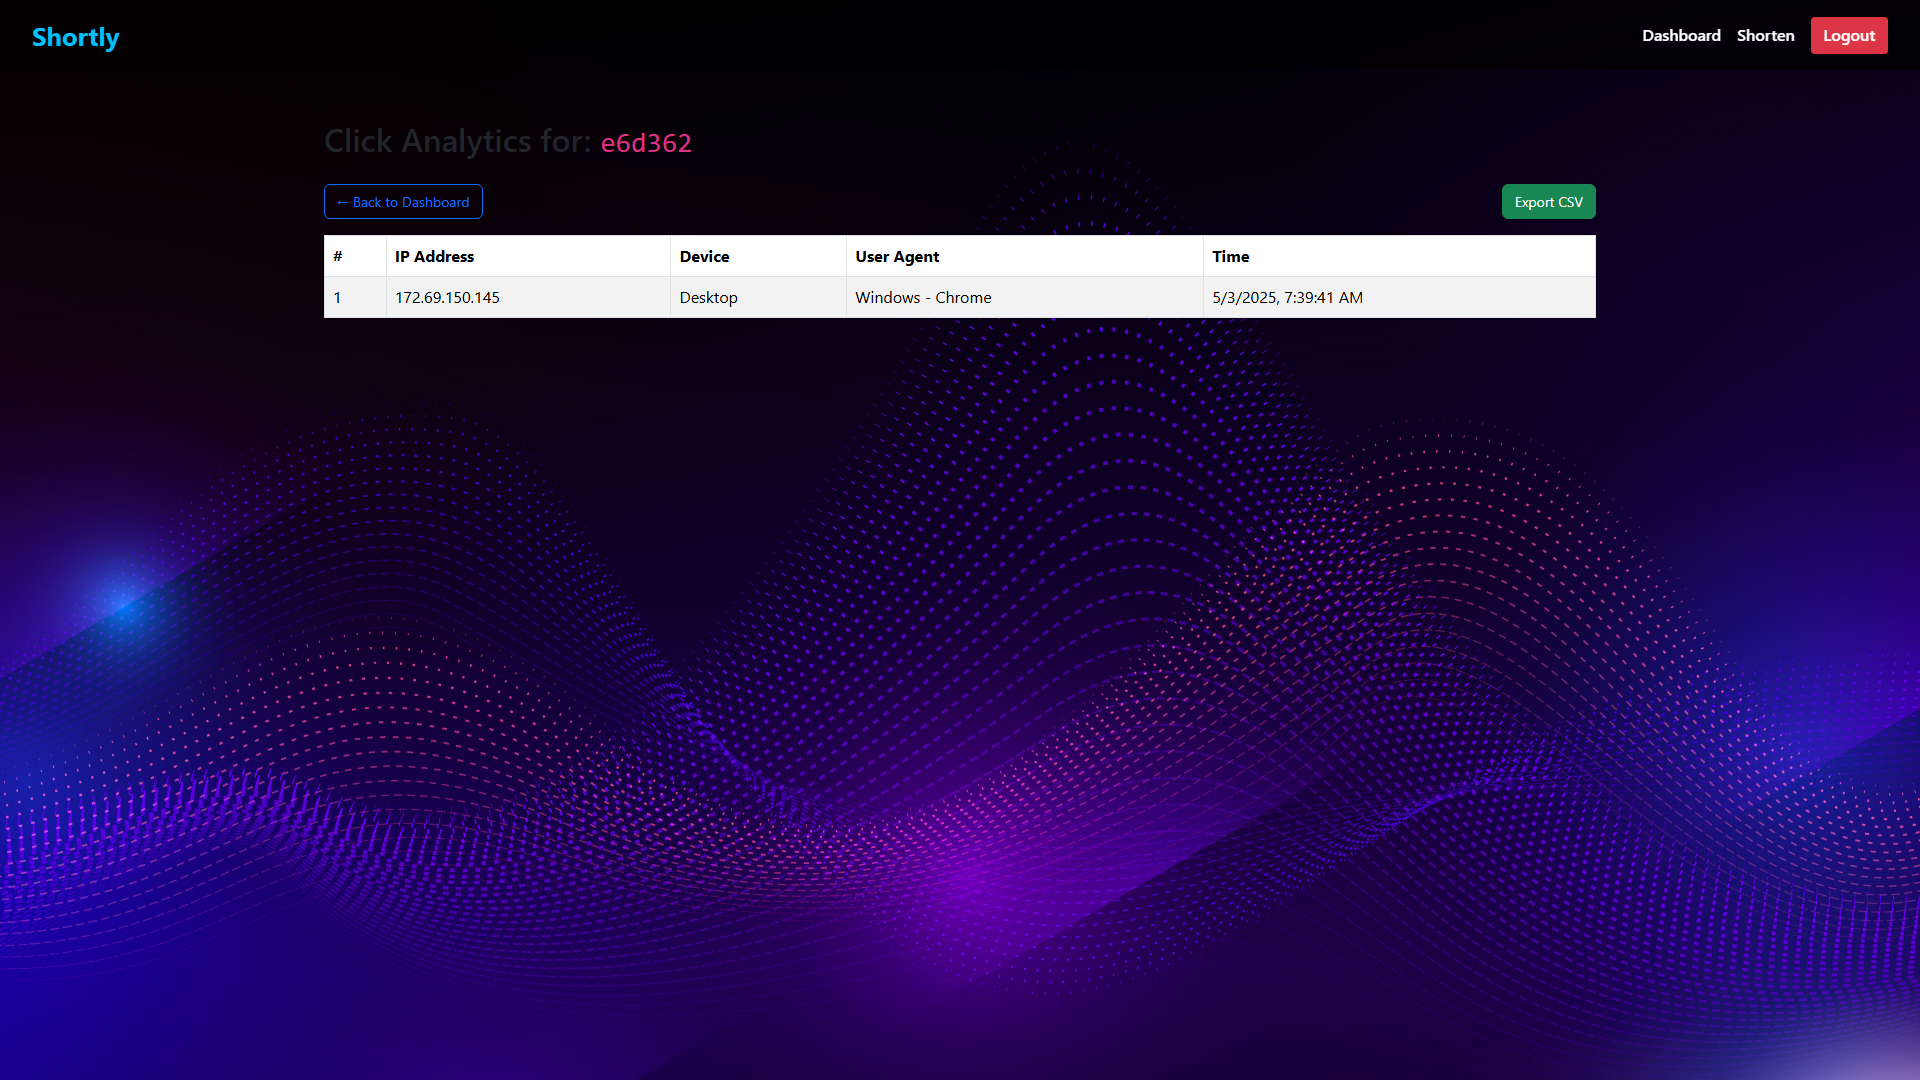 Shortly
Dashboard Shorten Logout
Click Analytics for: e6d362
← Back to Dashboard
Export CSV
# IP Address Device User Agent Time
1 172.69.150.145 Desktop Windows - Chrome 5/3/2025, 7:39:41 AM